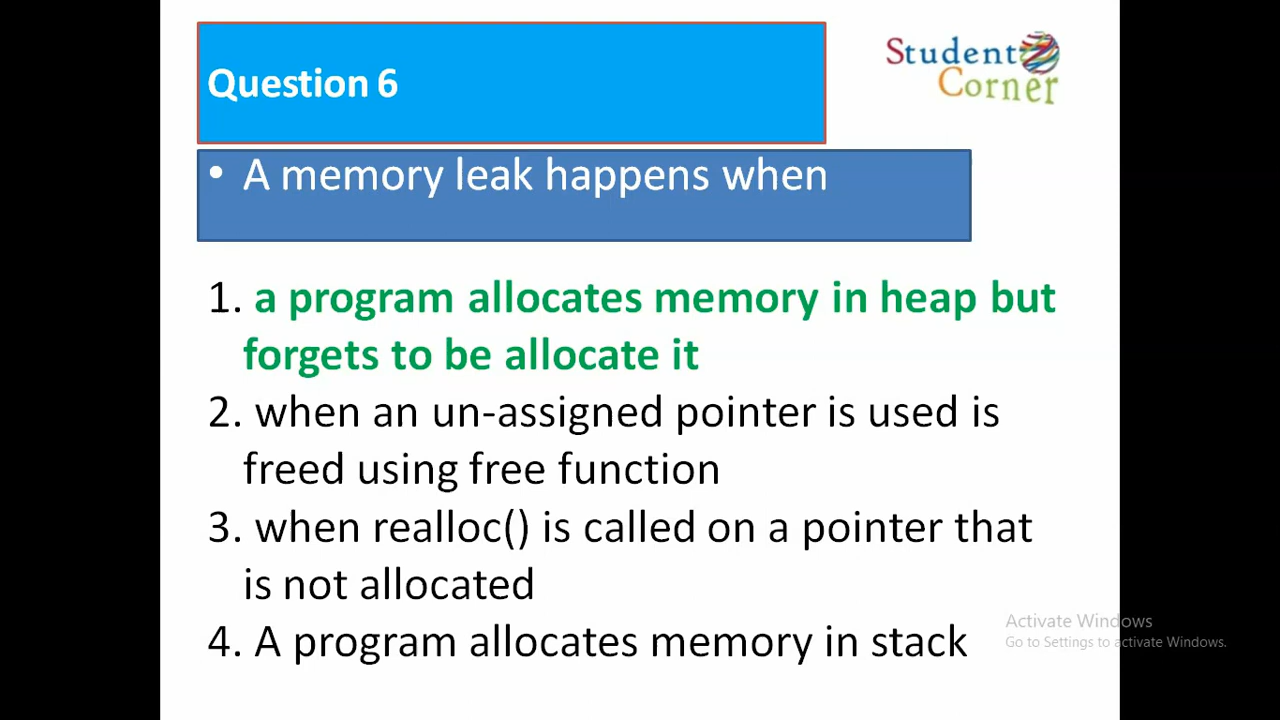 Question 6
Student
Corner
• A memory leak happens when
1. a program allocates memory in heap but
forgets to be allocate it
2. when an un-assigned pointer is used is
freed using free function
3. when realloc() is called on a pointer that
is not allocated
4. A program allocates memory in stack
Activate Windows
Go to Settings to activate Windows.